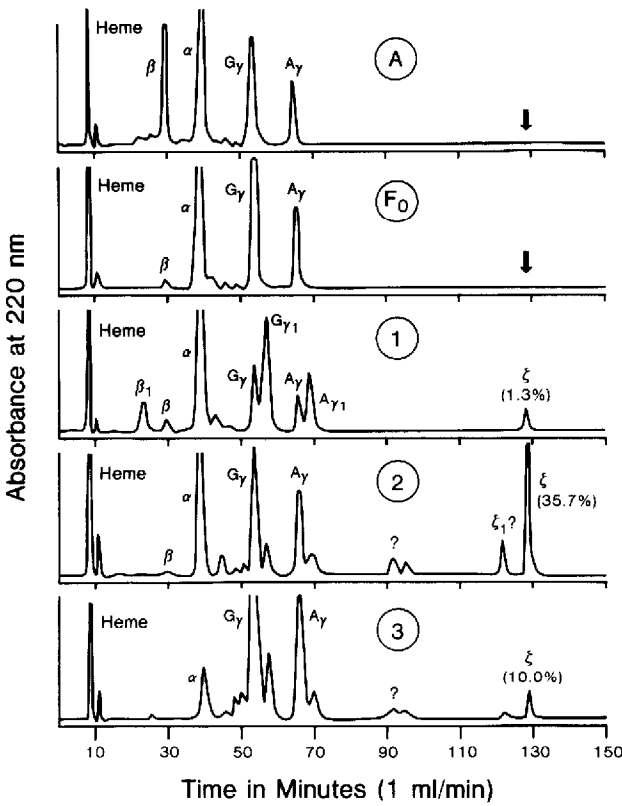 Absorbance at 220 nm
Heme β α Gγ Aγ A
Heme β α Gγ Aγ F₀
Heme β₁ β α Gγ Gγ₁ Aγ Aγ₁ 1 ξ
(1.3%)
Heme β α Gγ Aγ ? 2 ξ₁? ξ
(35.7%)
Heme α Gγ Aγ ? 3 ξ
(10.0%)
10 30 50 70 90 110 130 150
Time in Minutes (1 ml/min)